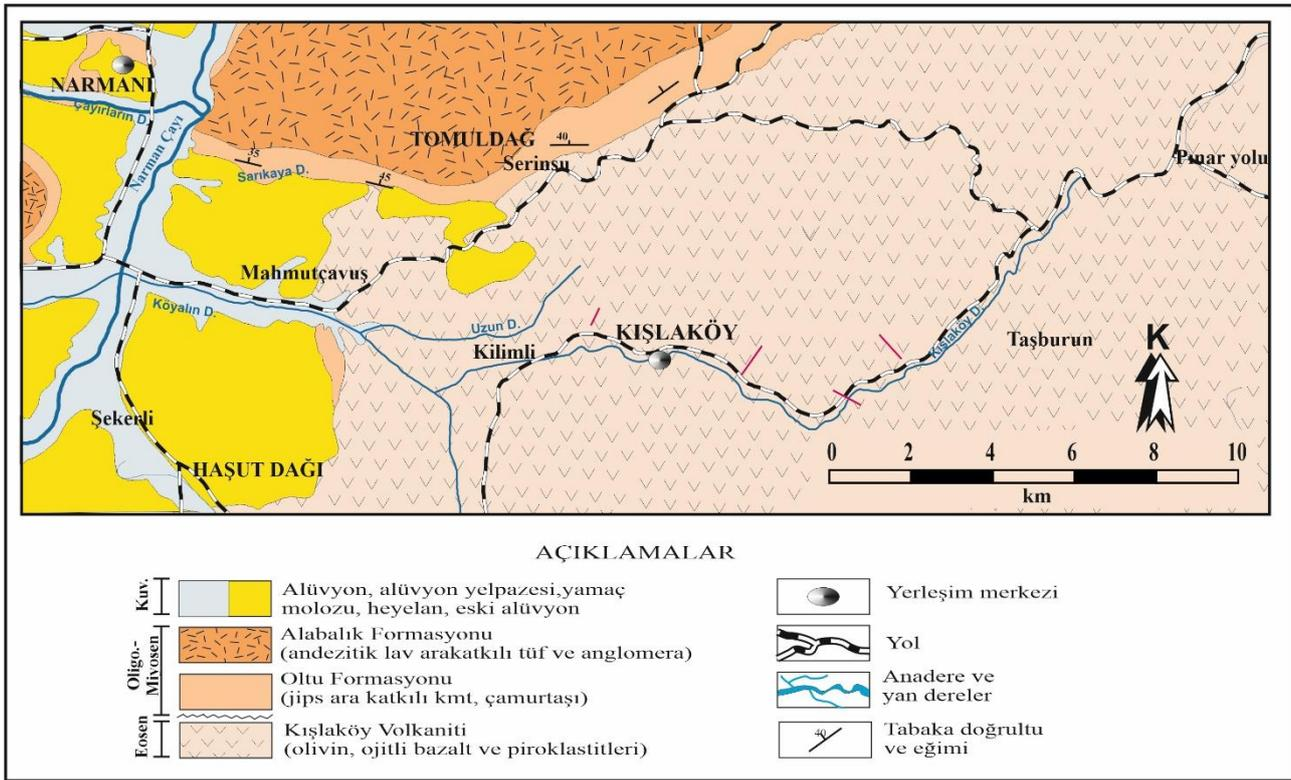 NARMANI
Çayırların D.
Narman Çayı
TOMULDAĞ
40
Serinsu
35
Sarıkaya D.
45
Pınar yolu
Mahmutçavuş
Köyalın D.
Uzun D.
KIŞLAKÖY
Kilimli
Kışlaköy D.
Taşburun
K
Şekerli
HAŞUT DAĞI
0 2 4 6 8 10
km
AÇIKLAMALAR
Kuv.
Alüvyon, alüvyon yelpazesi,yamaç
molozu, heyelan, eski alüvyon
Oligo.-
Mivosen
Alabalık Formasyonu
(andezitik lav arakatkılı tüf ve anglomera)
Oltu Formasyonu
(jips ara katkılı kmt, çamurtaşı)
Eosen
Kışlaköy Volkaniti
(olivin, ojitli bazalt ve piroklastitleri)
Yerleşim merkezi
Yol
Anadere ve
yan dereler
40
Tabaka doğrultu
ve eğimi